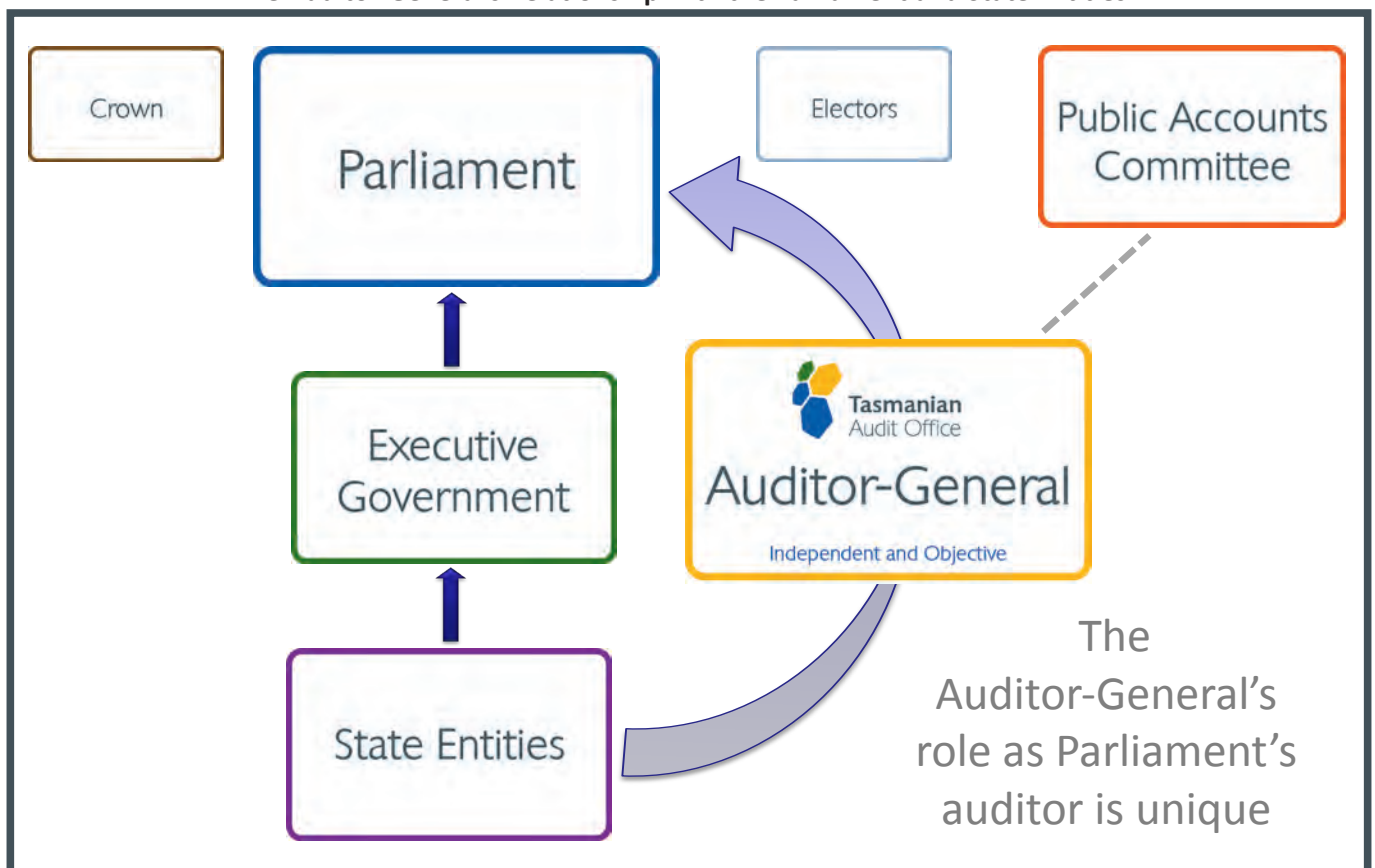 Crown
Parliament
Electors
Public Accounts
Committee
Executive
Government
Tasmanian
Audit Office
Auditor-General
Independent and Objective
State Entities
The
Auditor-General’s
role as Parliament’s
auditor is unique